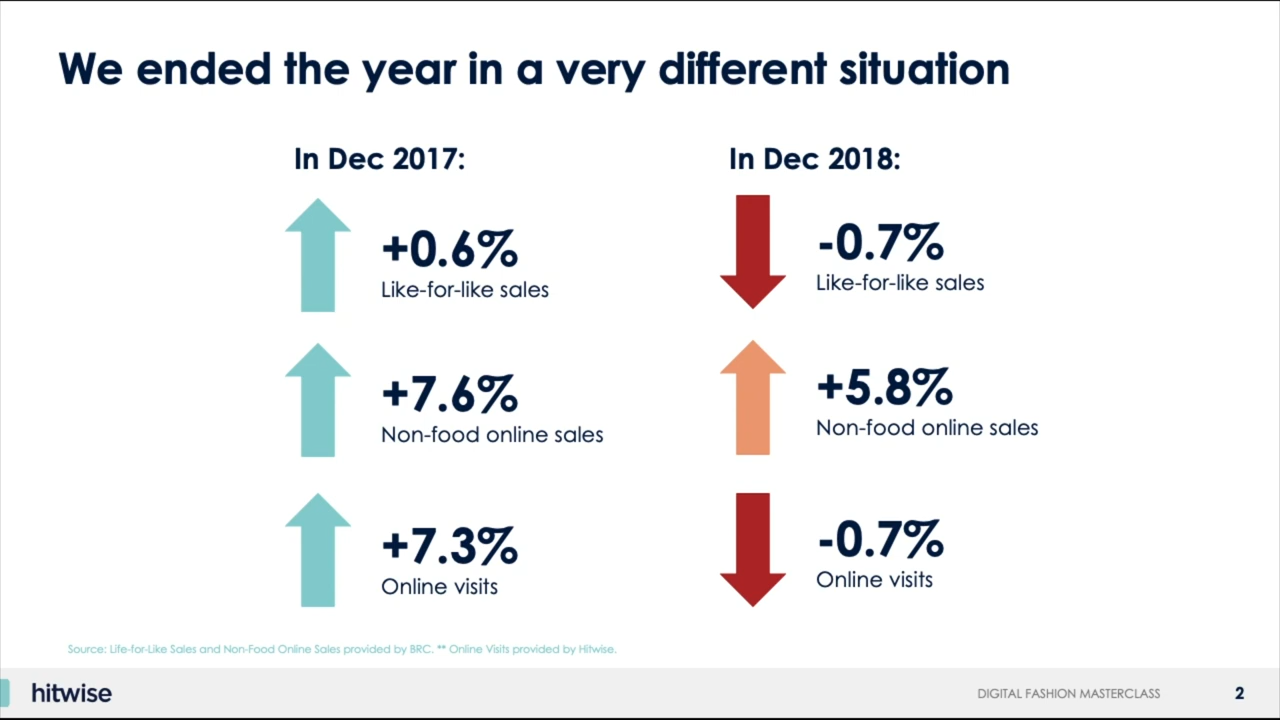 We ended the year in a very different situation
In Dec 2017:
+0.6%
Like-for-like sales
+7.6%
Non-food online sales
+7.3%
Online visits
In Dec 2018:
-0.7%
Like-for-like sales
+5.8%
Non-food online sales
-0.7%
Online visits
Source: Life-for-Like Sales and Non-Food Online Sales provided by BRC. ** Online Visits provided by Hitwise.
hitwise
DIGITAL FASHION MASTERCLASS
2